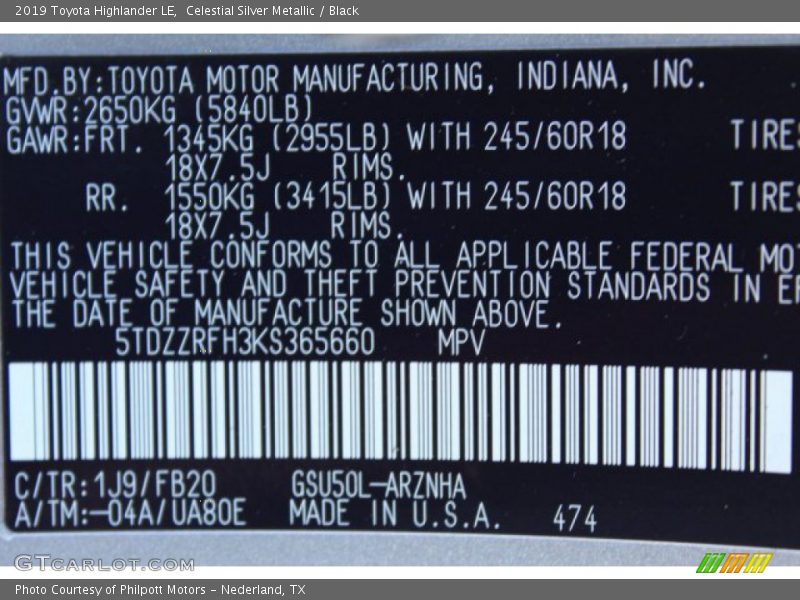 2019 Toyota Highlander LE,  Celestial Silver Metallic / Black
MFD.BY:TOYOTA MOTOR MANUFACTURING, INDIANA, INC.
GVWR:2650KG (5840LB)
GAWR:FRT. 1345KG (2955LB) WITH 245/60R18 TIRES
18X7.5J RIMS.
RR. 1550KG (3415LB) WITH 245/60R18 TIRES
18X7.5J RIMS.
THIS VEHICLE CONFORMS TO ALL APPLICABLE FEDERAL MOT
VEHICLE SAFETY AND THEFT PREVENTION STANDARDS IN EF
THE DATE OF MANUFACTURE SHOWN ABOVE.
5TDZZRFH3KS365660 MPV
C/TR:1J9/FB20 GSU50L-ARZNHA
A/TM:-04A/UA80E MADE IN U.S.A. 474
GTCARLOT.COM
Photo Courtesy of Philpott Motors - Nederland, TX